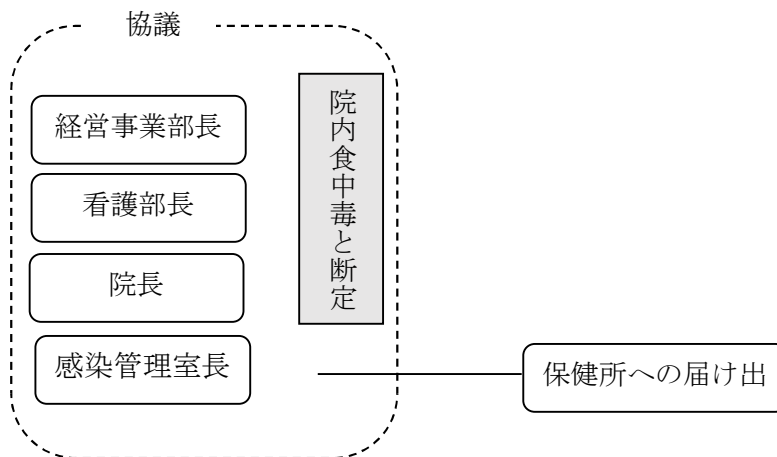 協議
経営事業部長
看護部長
院長
感染管理室長
院内食中毒と断定
保健所への届け出